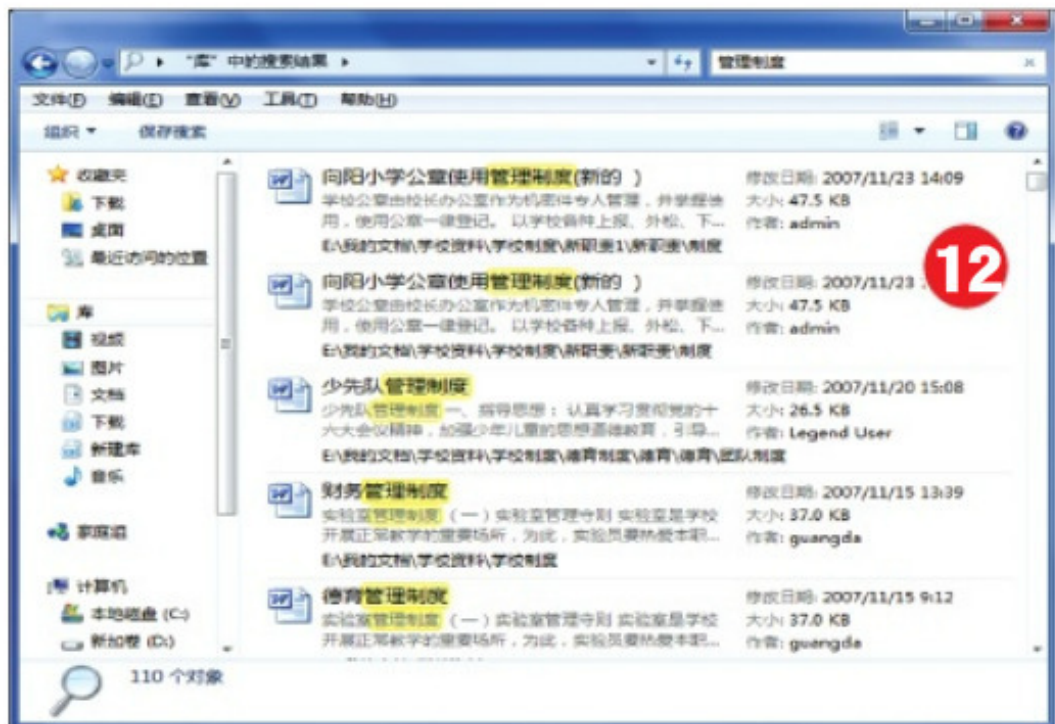 "库"中的搜索结果
管理制度
文件(F) 编辑(E) 查看(V) 工具(T) 帮助(H)
组织 保存搜索
收藏夹
下载
桌面
最近访问的位置
库
视频
图片
文档
下载
新建库
音乐
家庭组
计算机
本地磁盘 (C:)
新加卷 (D:)
向阳小学公章使用管理制度(新的 )
修改日期: 2007/11/23 14:09
学校公章由校长办公室作为机密件专人管理，并掌握使
大小: 47.5 KB
用，使用公章一律登记。 以学校各种上报、外松、下...
作者: admin
E:\我的文档\学校资料\学校制度\新职责1\新职责\制度
12
向阳小学公章使用管理制度(新的 )
修改日期: 2007/11/23
学校公章由校长办公室作为机密件专人管理，并掌握使
大小: 47.5 KB
用，使用公章一律登记。 以学校各种上报、外松、下...
作者: admin
E:\我的文档\学校资料\学校制度\新职责\新职责\制度
少先队管理制度
修改日期: 2007/11/20 15:08
少先队管理制度 一、指导思想： 认真学习贯彻党的十
大小: 26.5 KB
六大会议精神，加强少年儿童的思想道德教育，引导...
作者: Legend User
E:\我的文档\学校资料\学校制度\德育制度\德育\德育\团队制度
财务管理制度
修改日期: 2007/11/15 13:39
实验室管理制度 （一）实验室管理守则 实验室是学校
大小: 37.0 KB
开展正常教学的重要场所，为此，实验员要热爱本职...
作者: guangda
E:\我的文档\学校资料\学校制度
德育管理制度
修改日期: 2007/11/15 9:12
实验室管理制度 （一）实验室管理守则 实验室是学校
大小: 37.0 KB
开展正常教学的重要场所，为此，实验员要热爱本职...
作者: guangda
110 个对象